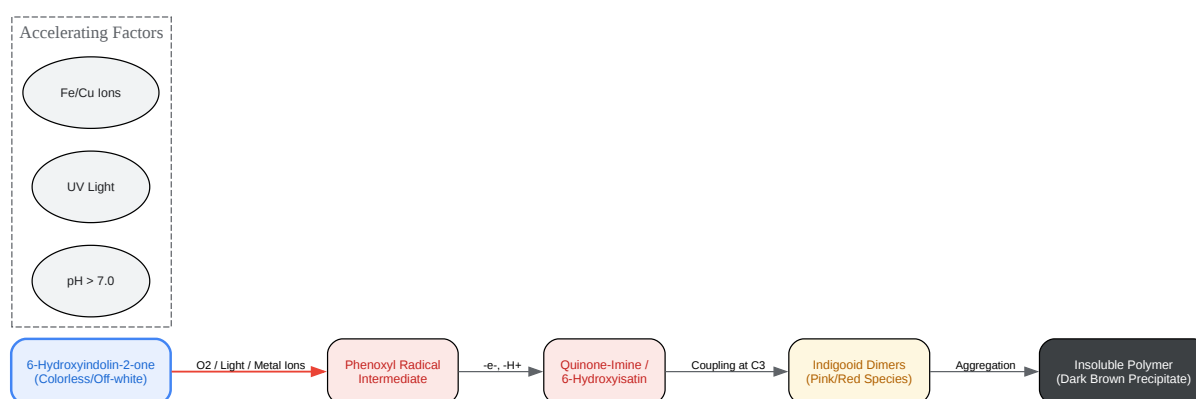 Accelerating Factors
Fe/Cu Ions
UV Light
pH > 7.0
6-Hydroxyindolin-2-one
(Colorless/Off-white)
O2 / Light / Metal Ions
Phenoxyl Radical
Intermediate
-e-, -H+
Quinone-Imine /
6-Hydroxyisatin
Coupling at C3
Indigooid Dimers
(Pink/Red Species)
Aggregation
Insoluble Polymer
(Dark Brown Precipitate)